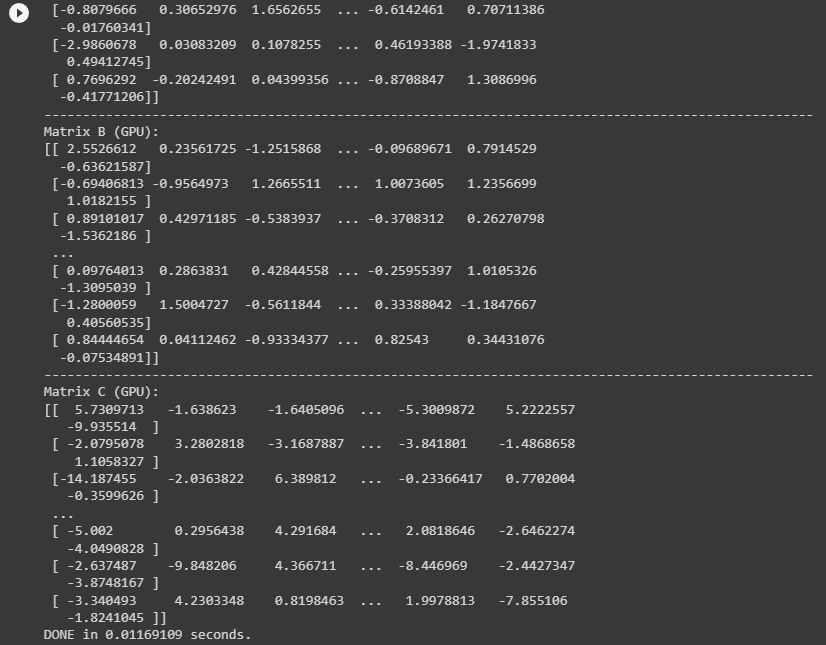 [-0.8079666   0.30652976  1.6562655  ... -0.6142461   0.70711386
  -0.01760341]
 [-2.9860678   0.03083209  0.1078255  ...  0.46193388 -1.9741833
   0.49412745]
 [ 0.7696292  -0.20242491  0.04399356 ... -0.8708847   1.3086996
  -0.41771206]]
----------------------------------------------------------------------------------------------------
Matrix B (GPU):
[[ 2.5526612   0.23561725 -1.2515868  ... -0.09689671  0.7914529
  -0.63621587]
 [-0.69406813 -0.9564973   1.2665511  ...  1.0073605   1.2356699
   1.0182155 ]
 [ 0.89101017  0.42971185 -0.5383937  ... -0.3708312   0.26270798
  -1.5362186 ]
 ...
 [ 0.09764013  0.2863831   0.42844558 ... -0.25955397  1.0105326
  -1.3095039 ]
 [-1.2800059   1.5004727  -0.5611844  ...  0.33388042 -1.1847667
   0.40560535]
 [ 0.84444654  0.04112462 -0.93334377 ...  0.82543     0.34431076
  -0.07534891]]
----------------------------------------------------------------------------------------------------
Matrix C (GPU):
[[  5.7309713   -1.638623    -1.6405096  ...  -5.3009872    5.2222557
   -9.935514  ]
 [ -2.0795078    3.2802818   -3.1687887  ...  -3.841801    -1.4868658
    1.1058327 ]
 [-14.187455    -2.0363822    6.389812   ...  -0.23366417   0.7702004
   -0.3599626 ]
 ...
 [ -5.002        0.2956438    4.291684   ...   2.0818646   -2.6462274
   -4.0490828 ]
 [ -2.637487    -9.848206     4.366711   ...  -8.446969    -2.4427347
   -3.8748167 ]
 [ -3.340493     4.2303348    0.8198463  ...   1.9978813   -7.855106
   -1.8241045 ]]
DONE in 0.01169109 seconds.